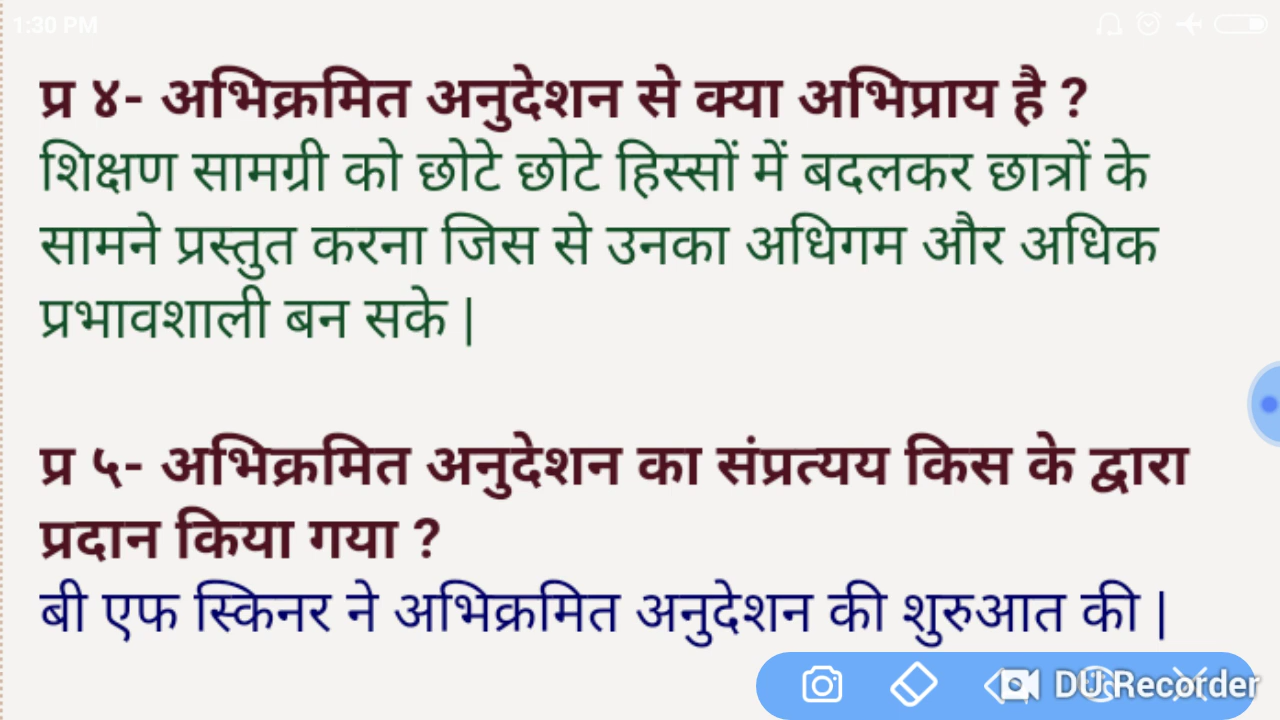 1:30 PM
प्र ४- अभिक्रमित अनुदेशन से क्या अभिप्राय है ?
शिक्षण सामग्री को छोटे छोटे हिस्सों में बदलकर छात्रों के
सामने प्रस्तुत करना जिस से उनका अधिगम और अधिक
प्रभावशाली बन सके |
प्र ५- अभिक्रमित अनुदेशन का संप्रत्यय किस के द्वारा
प्रदान किया गया ?
बी एफ स्किनर ने अभिक्रमित अनुदेशन की शुरुआत की |
DU Recorder